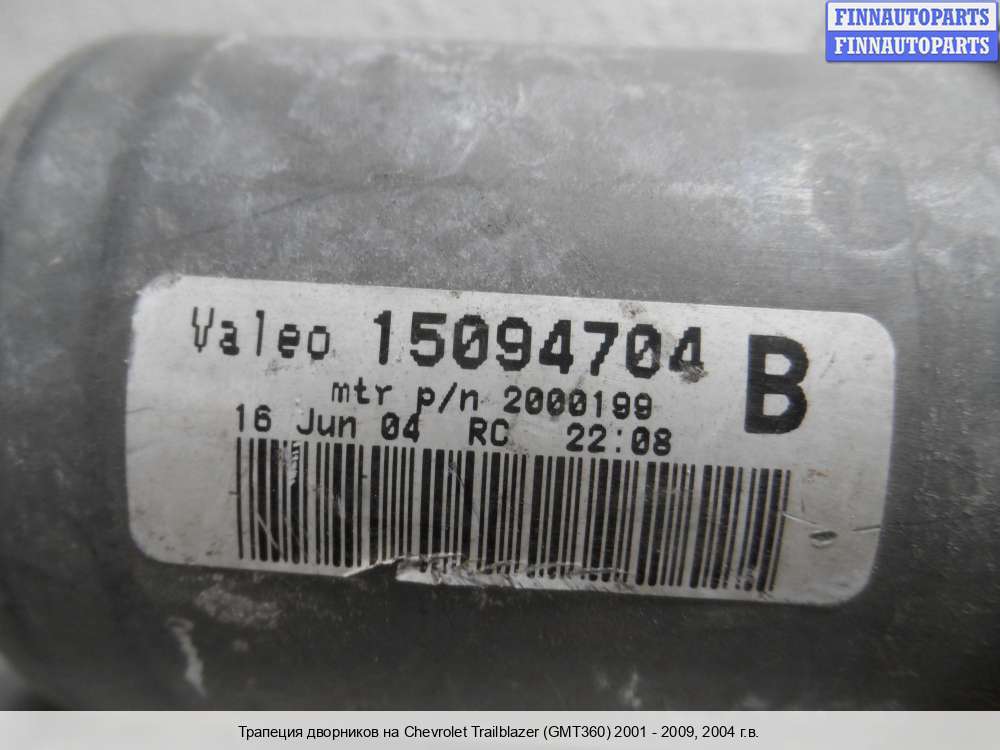 FINNAUTOPARTS
FINNAUTOPARTS
Valeo 15094704 B
mtr p/n 2000199
16 Jun 04 RC 22:08
Трапеция дворников на Chevrolet Trailblazer (GMT360) 2001 - 2009, 2004 г.в.